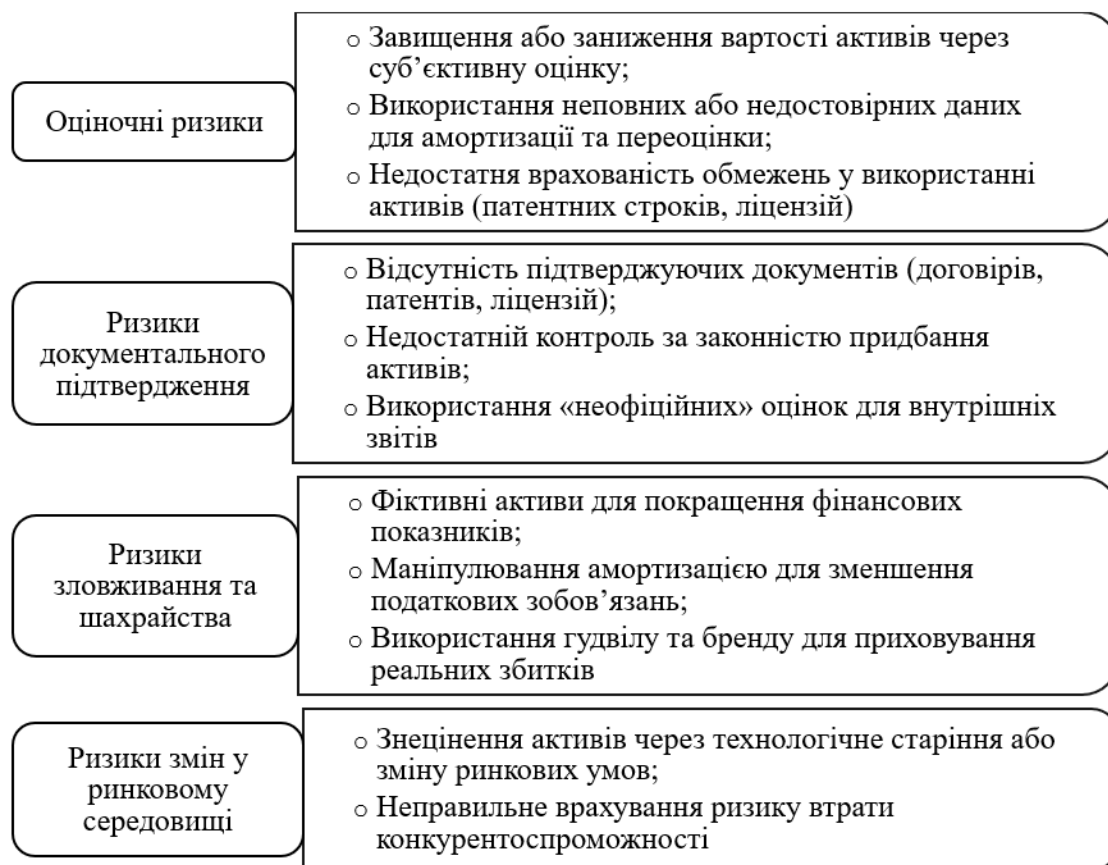 Оціночні ризики
○ Завищення або заниження вартості активів через
суб’єктивну оцінку;
○ Використання неповних або недостовірних даних
для амортизації та переоцінки;
○ Недостатня врахованість обмежень у використанні
активів (патентних строків, ліцензій)
Ризики
документального
підтвердження
○ Відсутність підтверджуючих документів (договірів,
патентів, ліцензій);
○ Недостатній контроль за законністю придбання
активів;
○ Використання «неофіційних» оцінок для внутрішніх
звітів
Ризики
зловживання та
шахрайства
○ Фіктивні активи для покращення фінансових
показників;
○ Маніпулювання амортизацією для зменшення
податкових зобов’язань;
○ Використання гудвілу та бренду для приховування
реальних збитків
Ризики змін у
ринковому
середовищі
○ Знецінення активів через технологічне старіння або
зміну ринкових умов;
○ Неправильне врахування ризику втрати
конкурентоспроможності